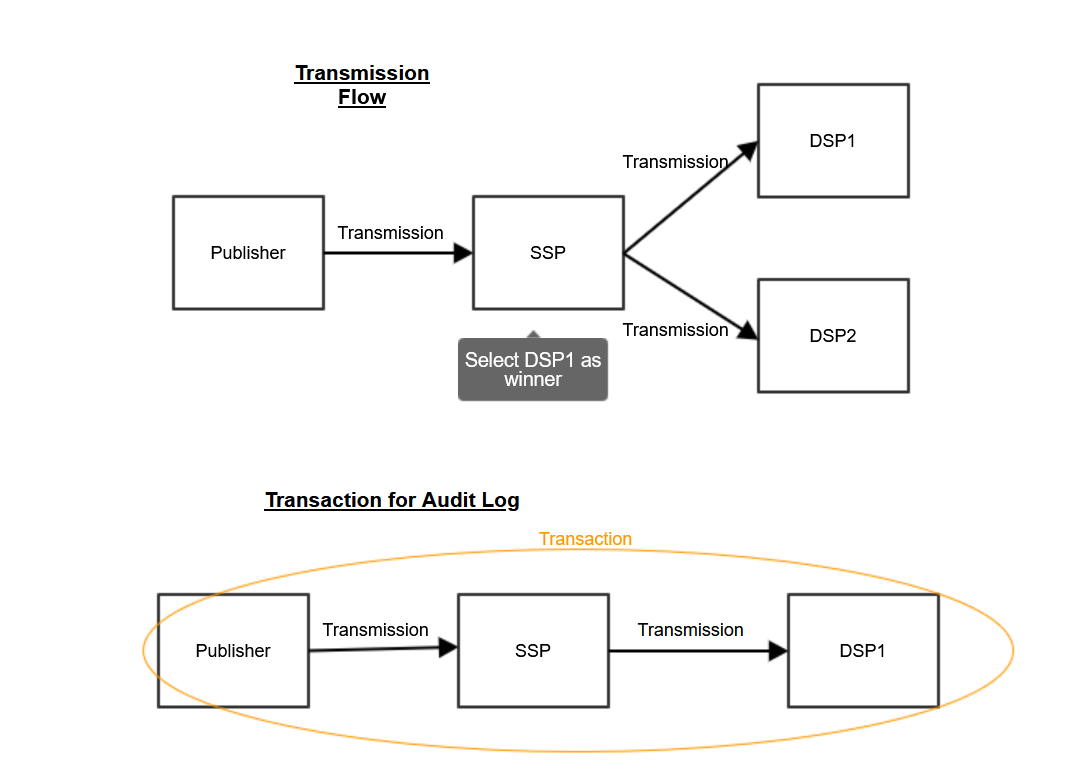 Transmission
Flow
DSP1
Transmission
Publisher
Transmission
SSP
Transmission
DSP2
Select DSP1 as
winner
Transaction for Audit Log
Transaction
Publisher
Transmission
SSP
Transmission
DSP1